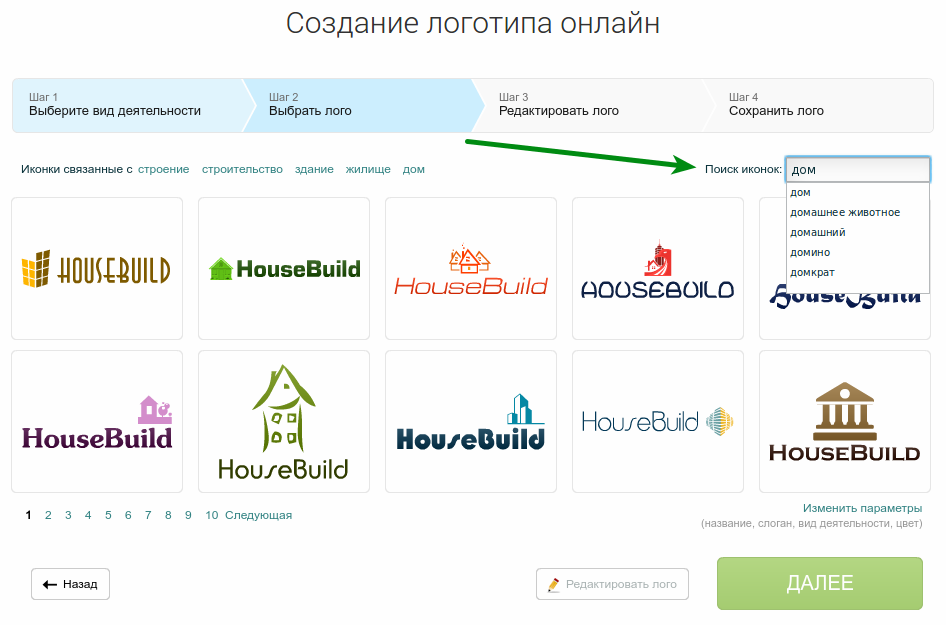 Создание логотипа онлайн
Шаг 1
Выберите вид деятельности
Шаг 2
Выбрать лого
Шаг 3
Редактировать лого
Шаг 4
Сохранить лого
Иконки связанные с строение строительство здание жилище дом
Поиск иконок: дом
дом
домашнее животное
домашний
домино
домкрат
HOUSEBUILD
HouseBuild
HouseBuild
HOUSEBUILD
HouseBuild
HouseBuild
HouseBuild
HouseBuild
HouseBuild
HOUSEBUILD
1 2 3 4 5 6 7 8 9 10 Следующая
Изменить параметры
(название, слоган, вид деятельности, цвет)
Назад
Редактировать лого
ДАЛЕЕ